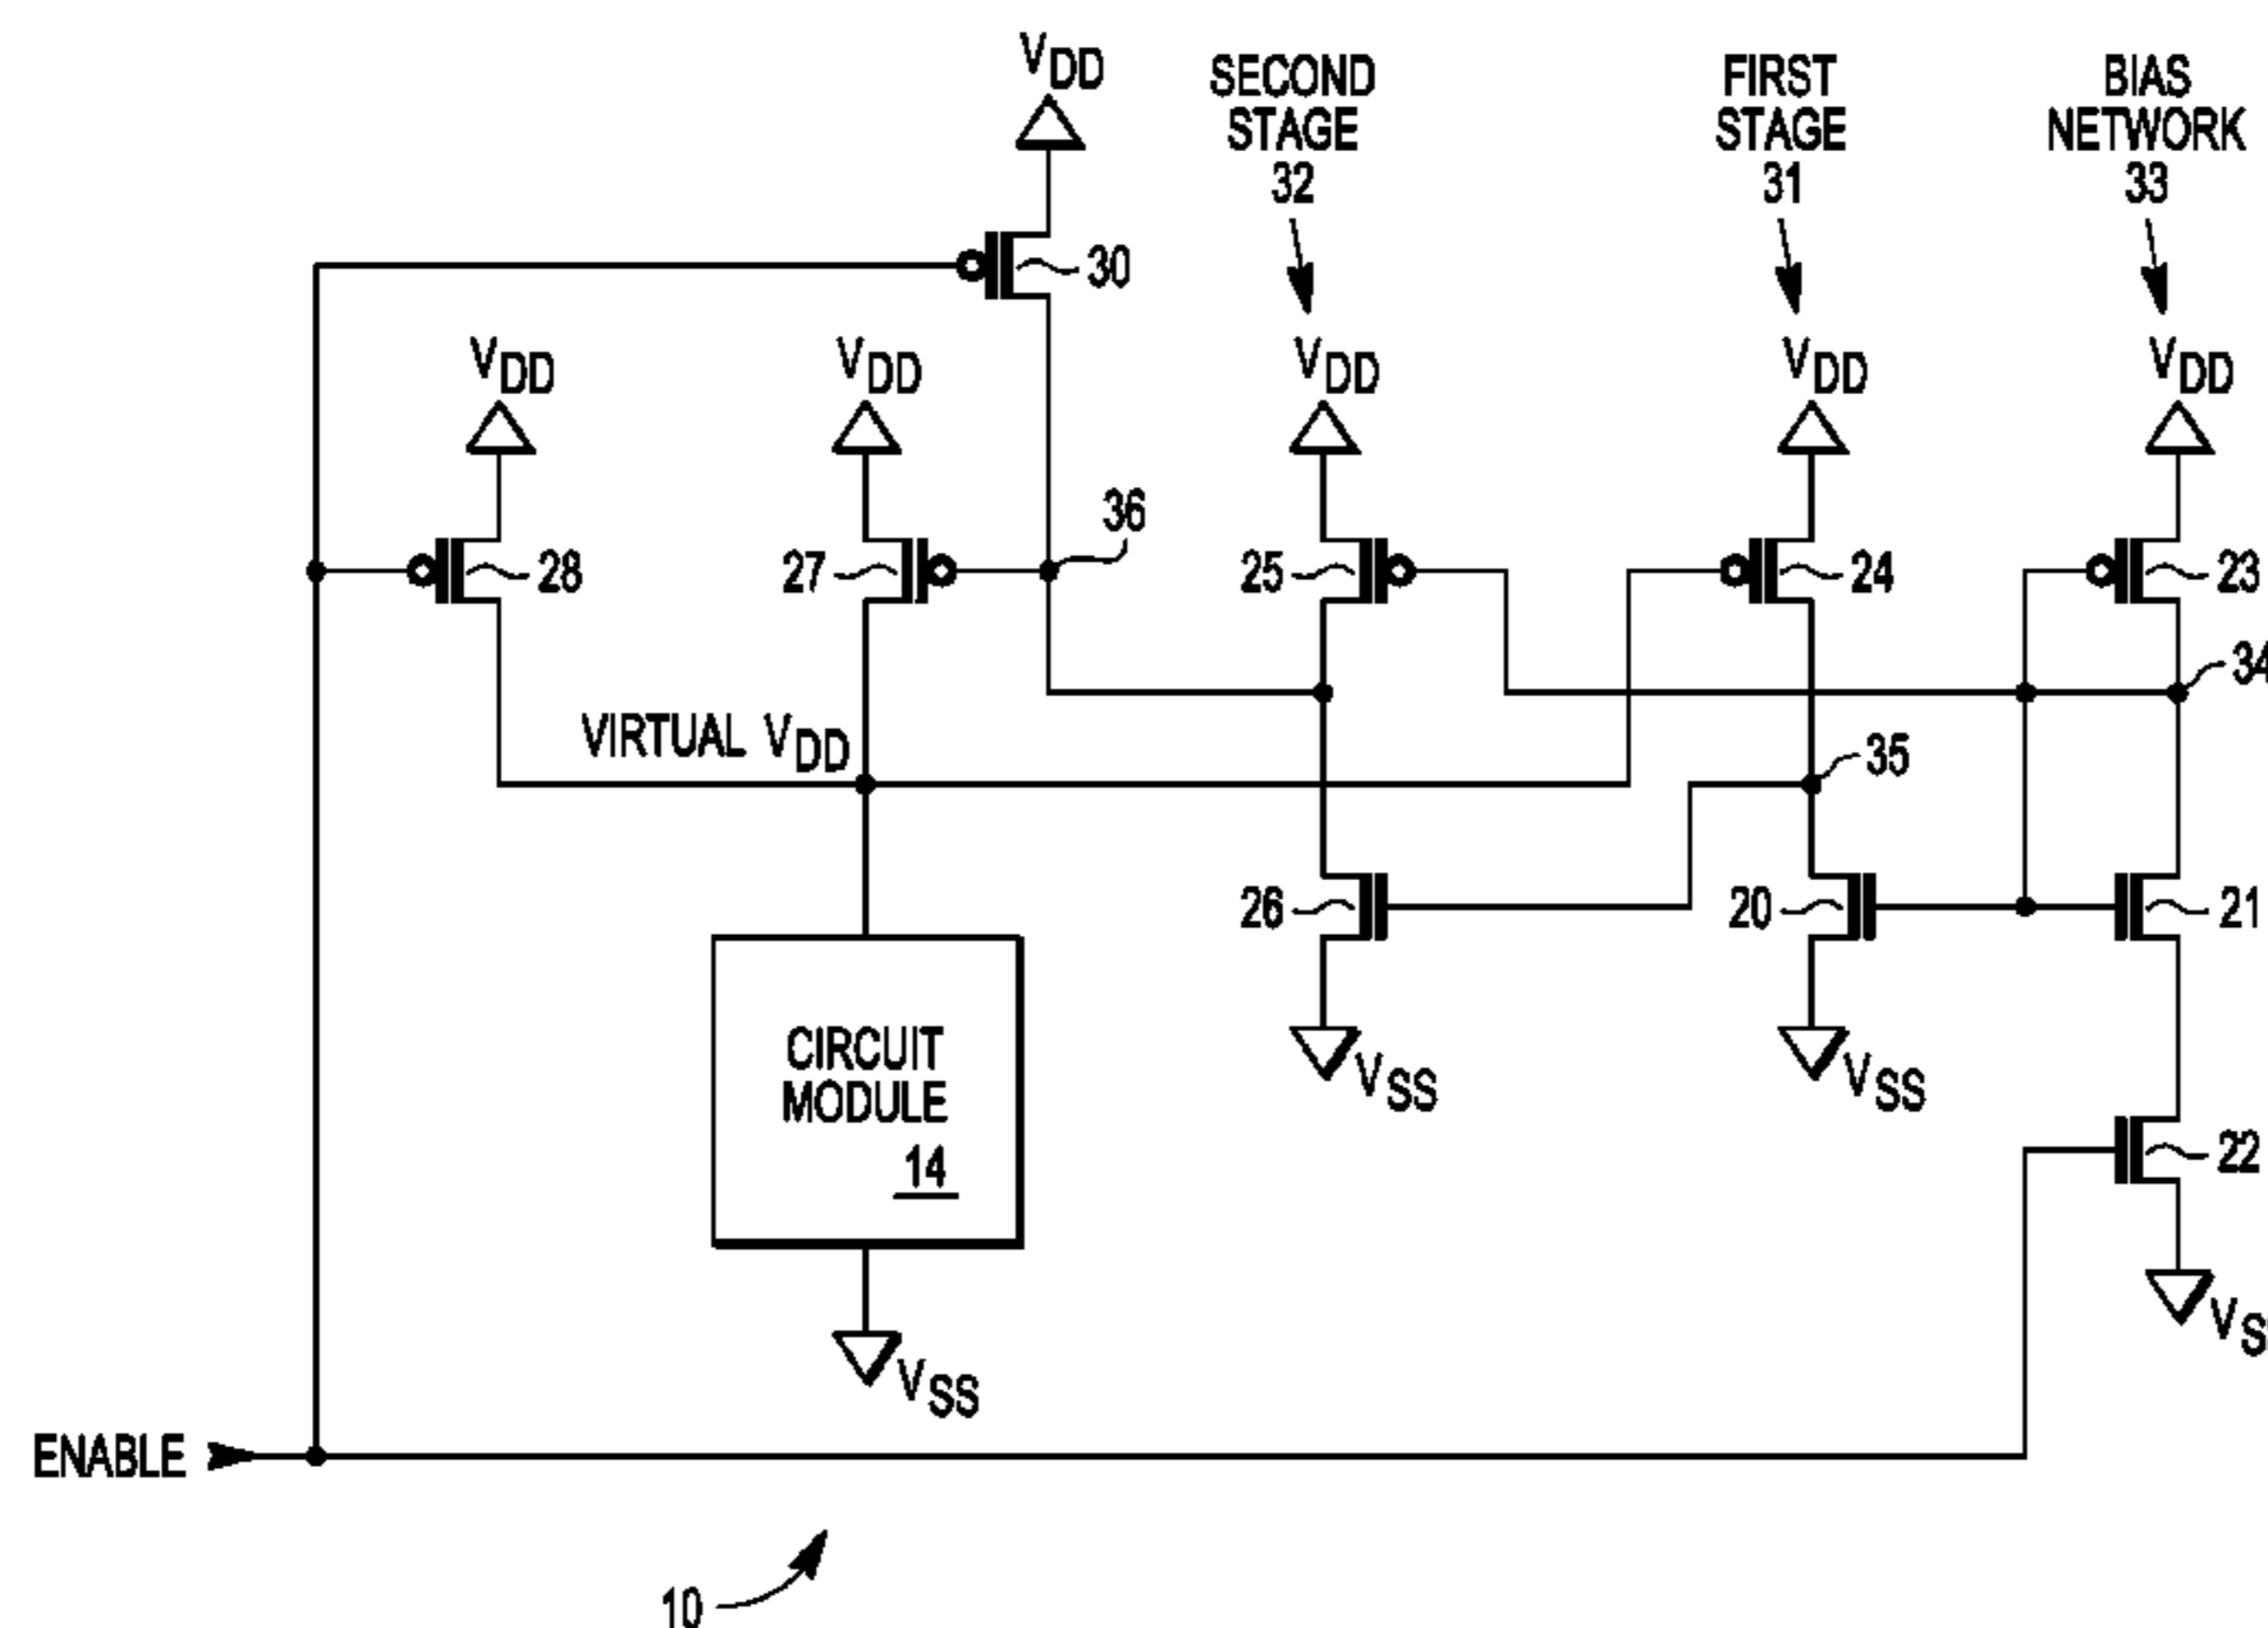 VDD
SECOND
STAGE
32
FIRST
STAGE
31
BIAS
NETWORK
33
30
VDD
VDD
VDD
VDD
VDD
36
28
27
25
24
23
34
VIRTUAL VDD
35
26
20
21
CIRCUIT
MODULE
14
VSS
VSS
22
VS
VSS
ENABLE
10